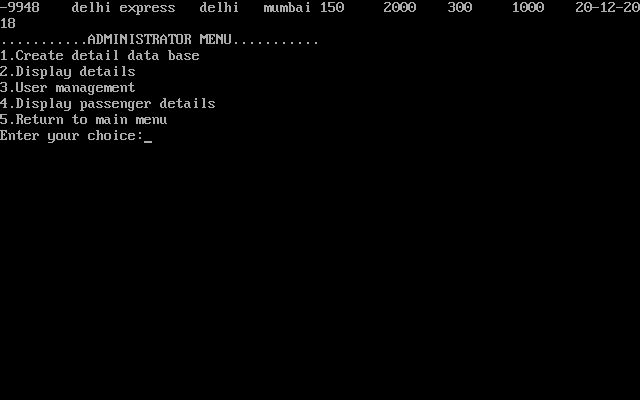 -9948    delhi express   delhi   mumbai 150     2000    300     1000    20-12-20
18
...........ADMINISTRATOR MENU...........
1.Create detail data base
2.Display details
3.User management
4.Display passenger details
5.Return to main menu
Enter your choice:_